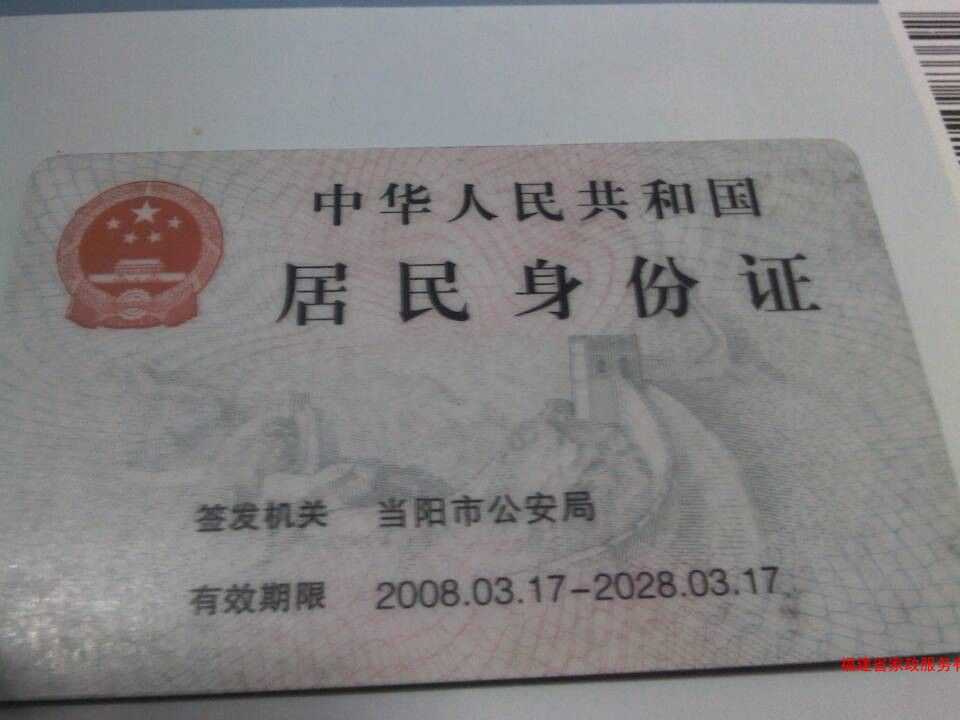 中华人民共和国
居民身份证
签发机关 当阳市公安局
有效期限 2008.03.17-2028.03.17
福建省家政服务有